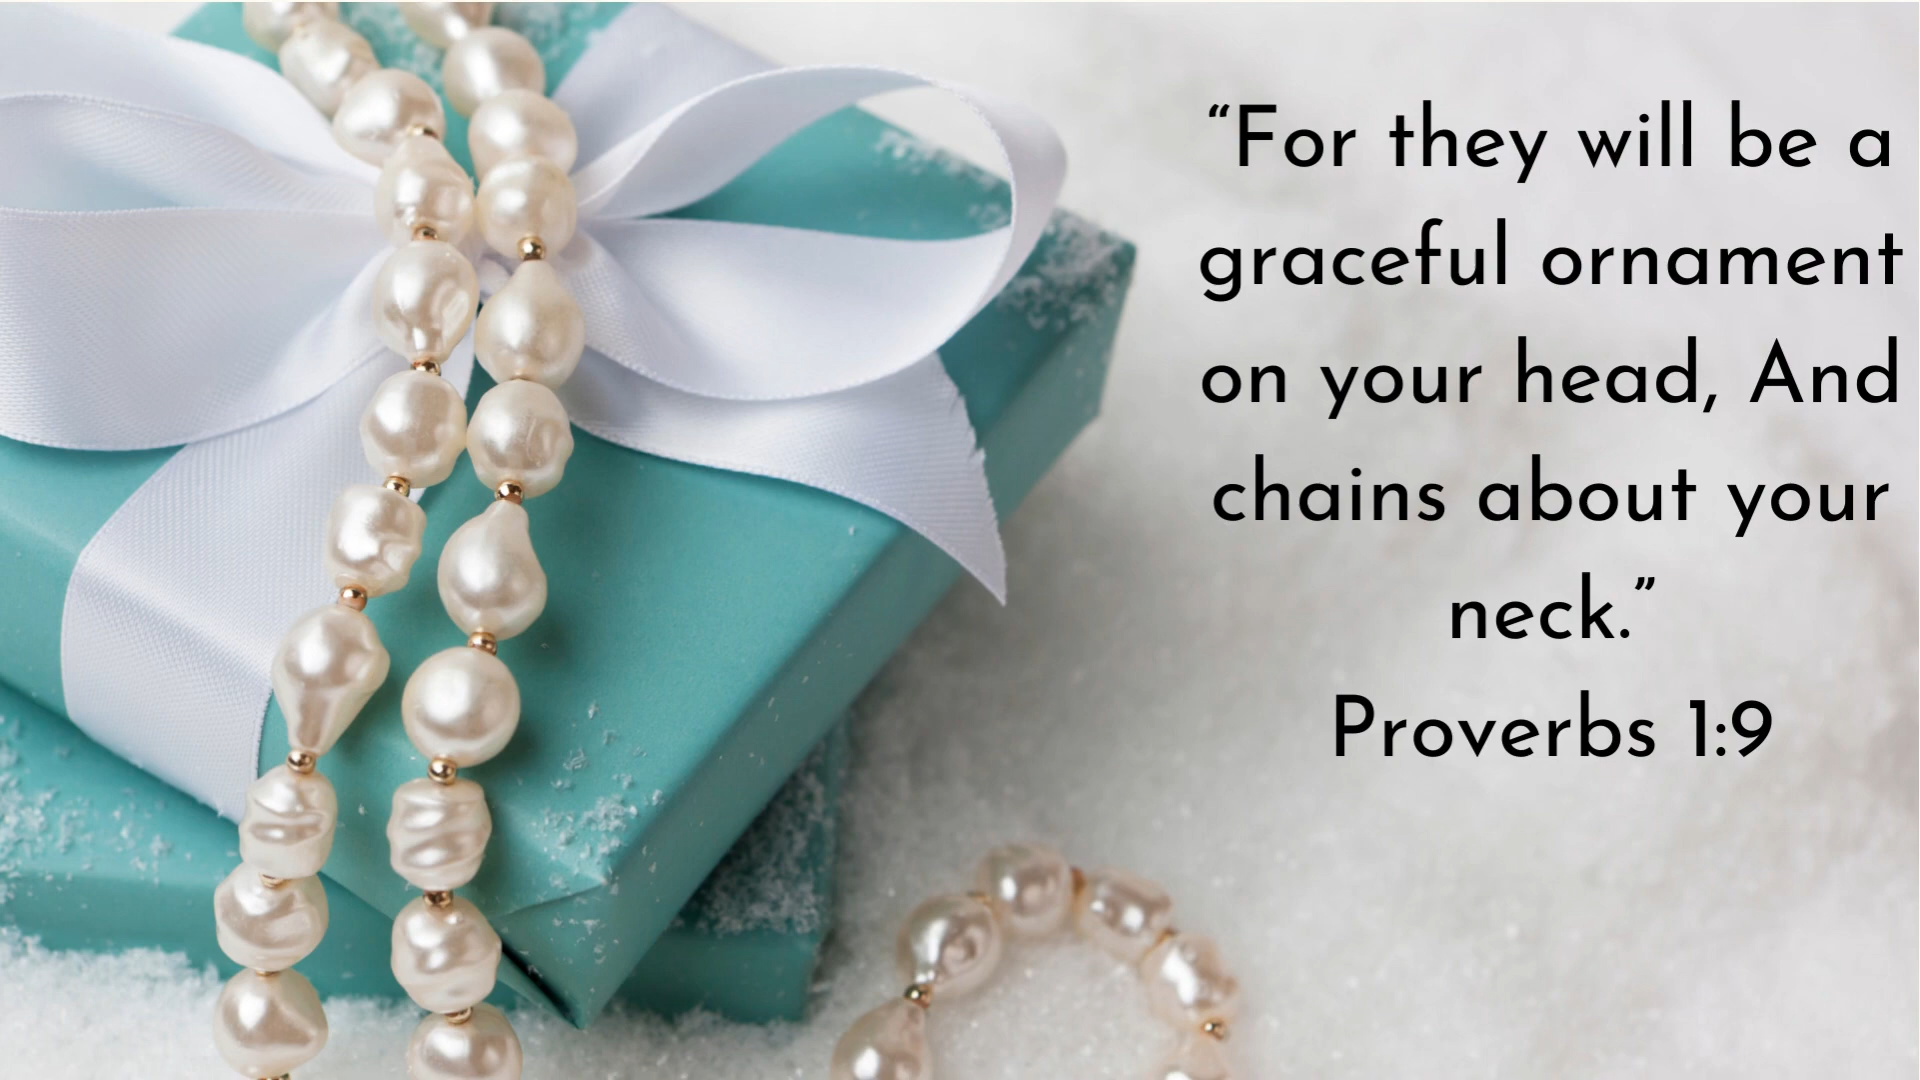 “For they will be a
graceful ornament
on your head, And
chains about your
neck.”
Proverbs 1:9